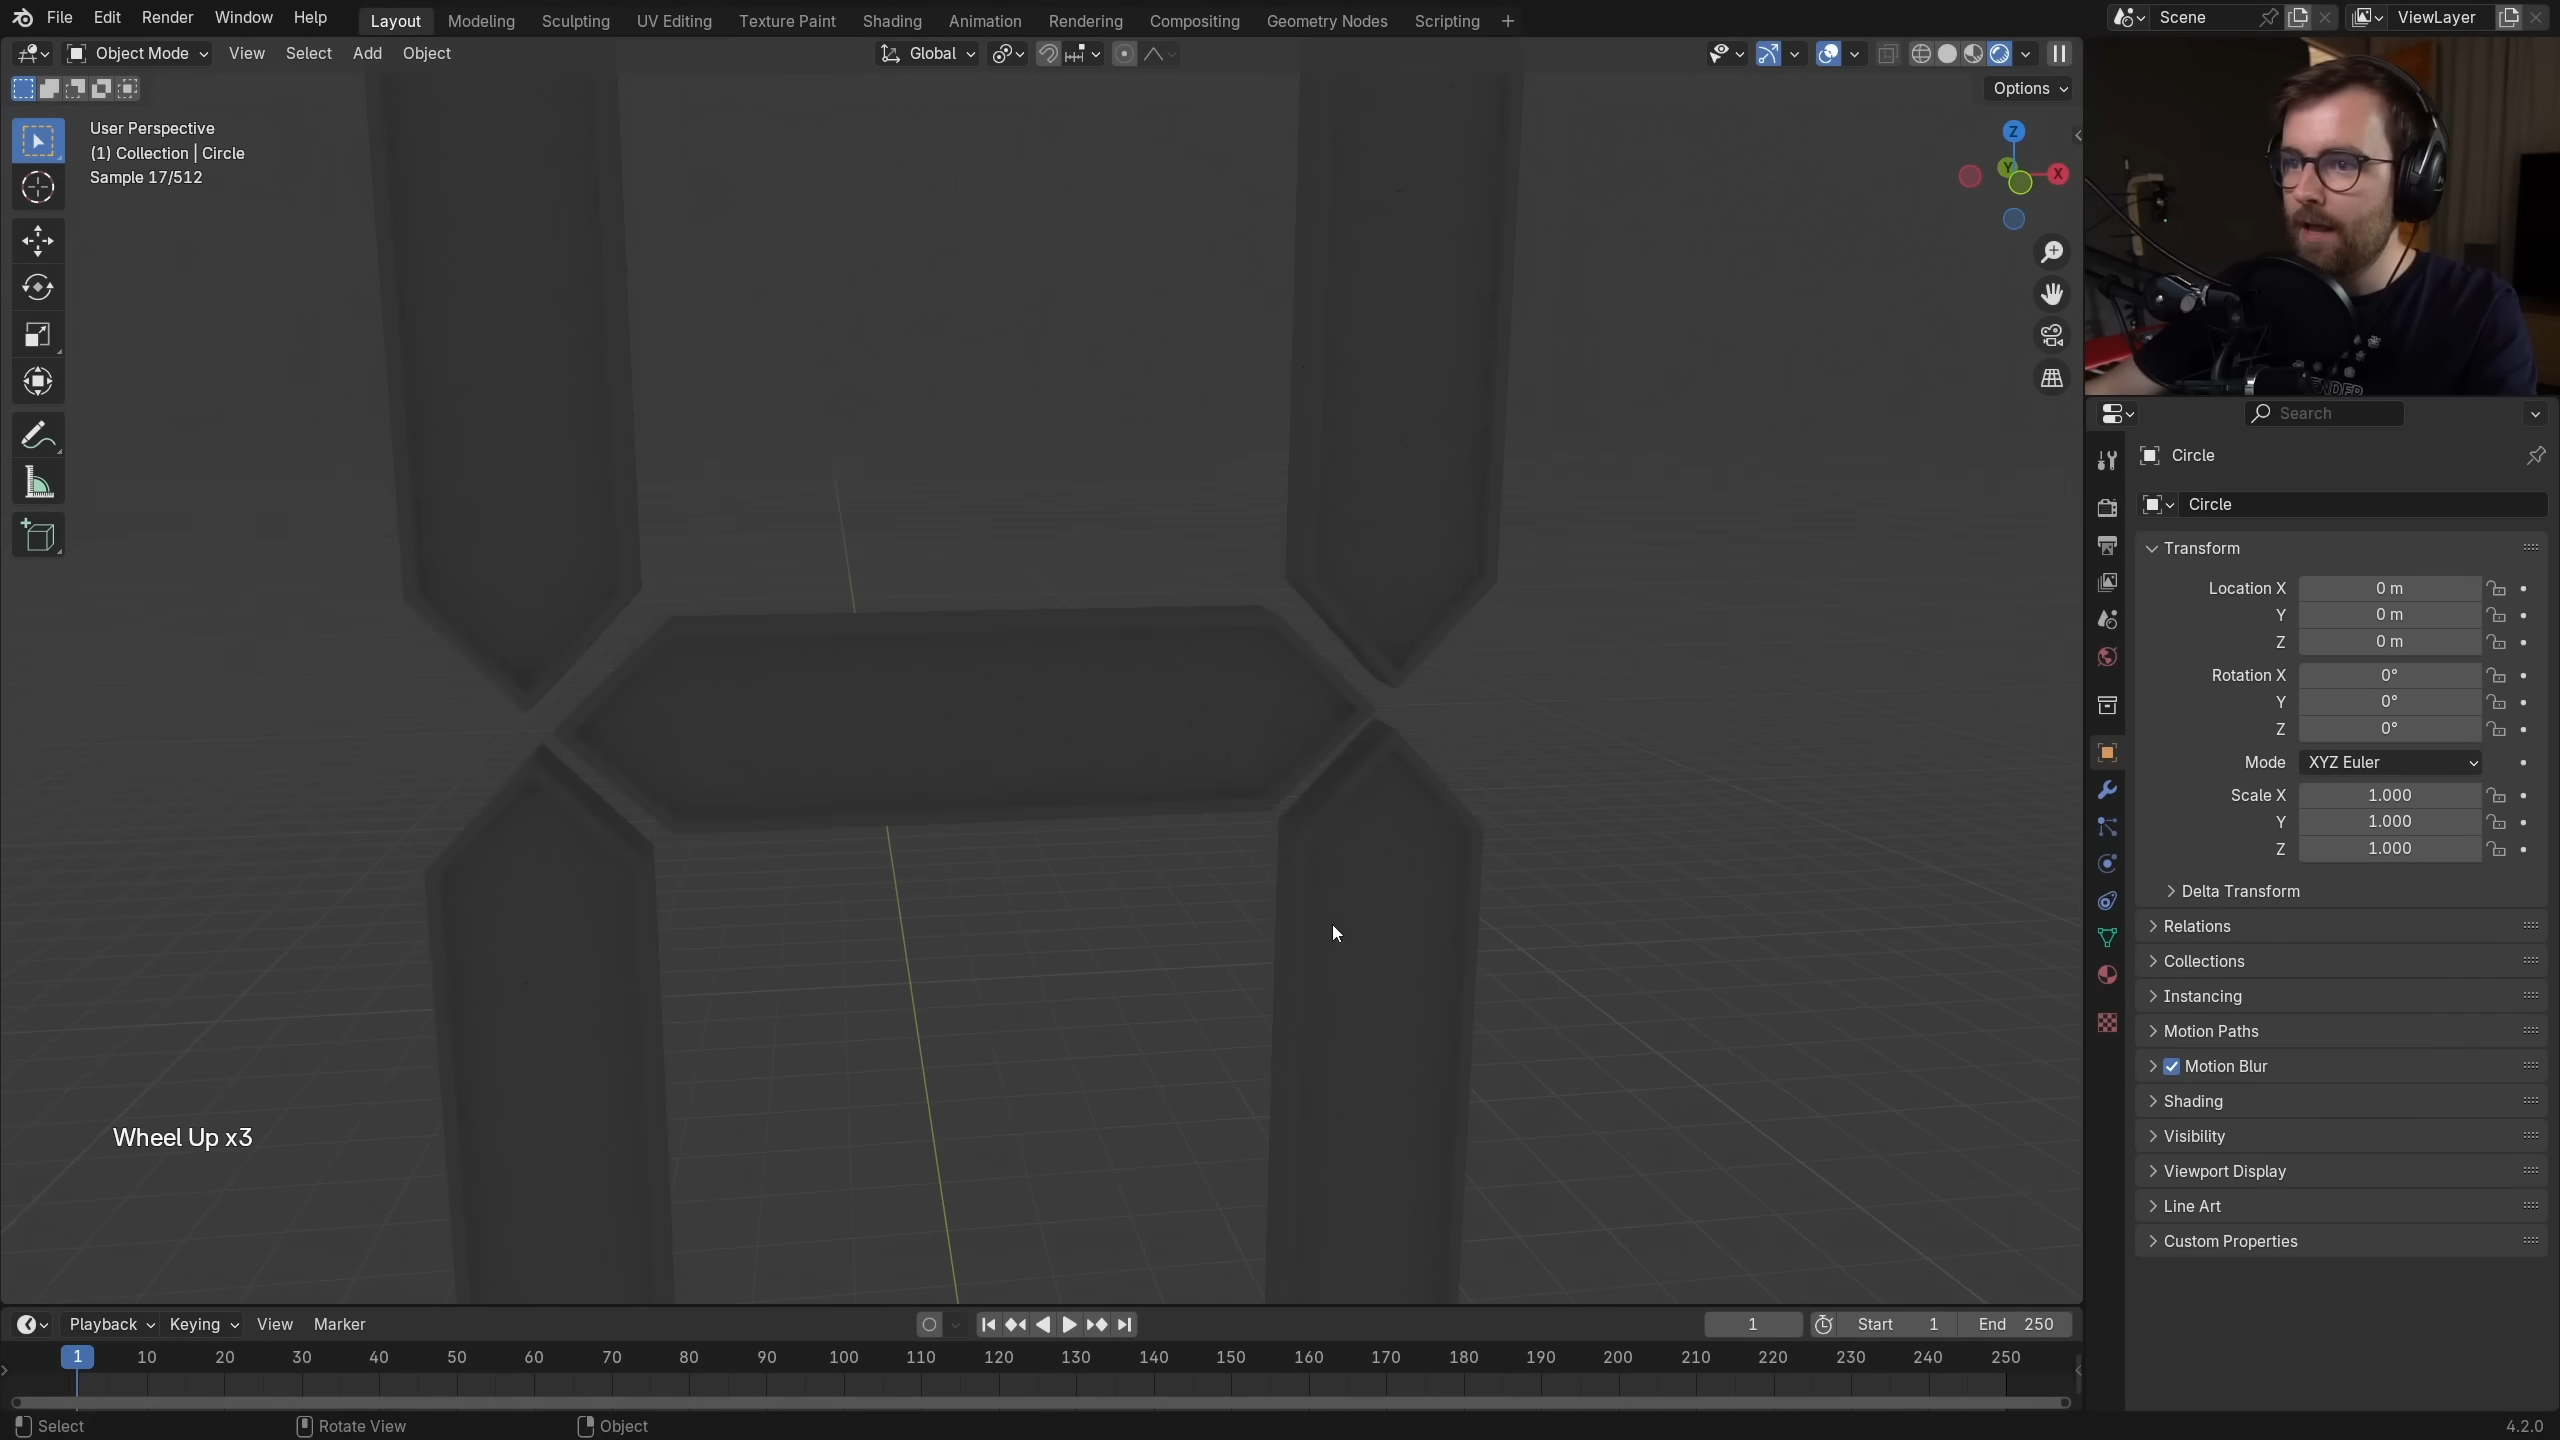 File Edit Render Window Help Layout Modeling Sculpting UV Editing Texture Paint Shading Animation Rendering Compositing Geometry Nodes Scripting Scene ViewLayer
Object Mode View Select Add Object Global
Options
User Perspective
(1) Collection | Circle
Sample 17/512
Z
Y
X
Search
Circle
Circle
Transform
Location X 0 m
Y 0 m
Z 0 m
Rotation X 0°
Y 0°
Z 0°
Mode XYZ Euler
Scale X 1.000
Y 1.000
Z 1.000
Delta Transform
Relations
Collections
Instancing
Motion Paths
Motion Blur
Shading
Visibility
Viewport Display
Line Art
Custom Properties
Wheel Up x3
Playback Keying View Marker 1 Start 1 End 250
1 10 20 30 40 50 60 70 80 90 100 110 120 130 140 150 160 170 180 190 200 210 220 230 240 250
Select Rotate View Object 4.2.0